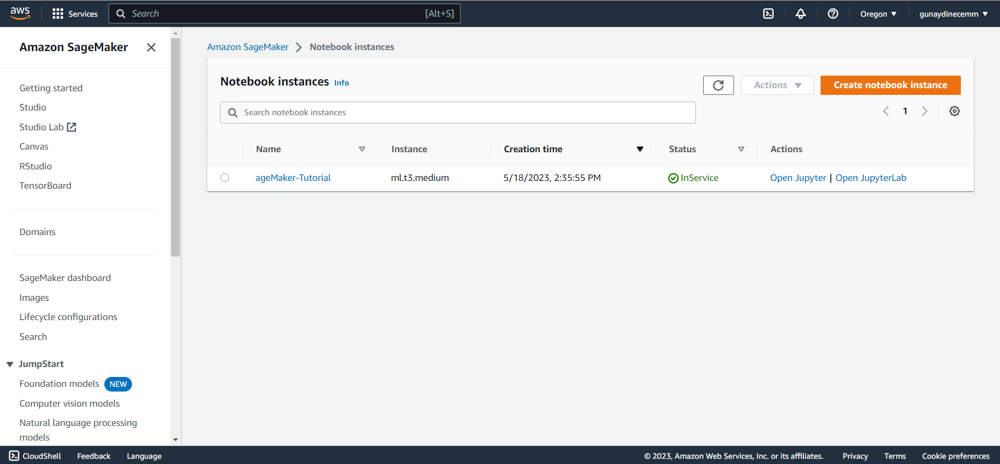 aws Services Search [Alt+S] Oregon gunaydinecemm
Amazon SageMaker
Getting started
Studio
Studio Lab
Canvas
RStudio
TensorBoard
Domains
SageMaker dashboard
Images
Lifecycle configurations
Search
JumpStart
Foundation models NEW
Computer vision models
Natural language processing
models
Amazon SageMaker Notebook instances
Notebook instances Info
Actions Create notebook instance
Search notebook instances
1
Name Instance Creation time Status Actions
ageMaker-Tutorial ml.t3.medium 5/18/2023, 2:35:55 PM InService Open Jupyter | Open JupyterLab
CloudShell Feedback Language © 2023, Amazon Web Services, Inc. or its affiliates. Privacy Terms Cookie preferences